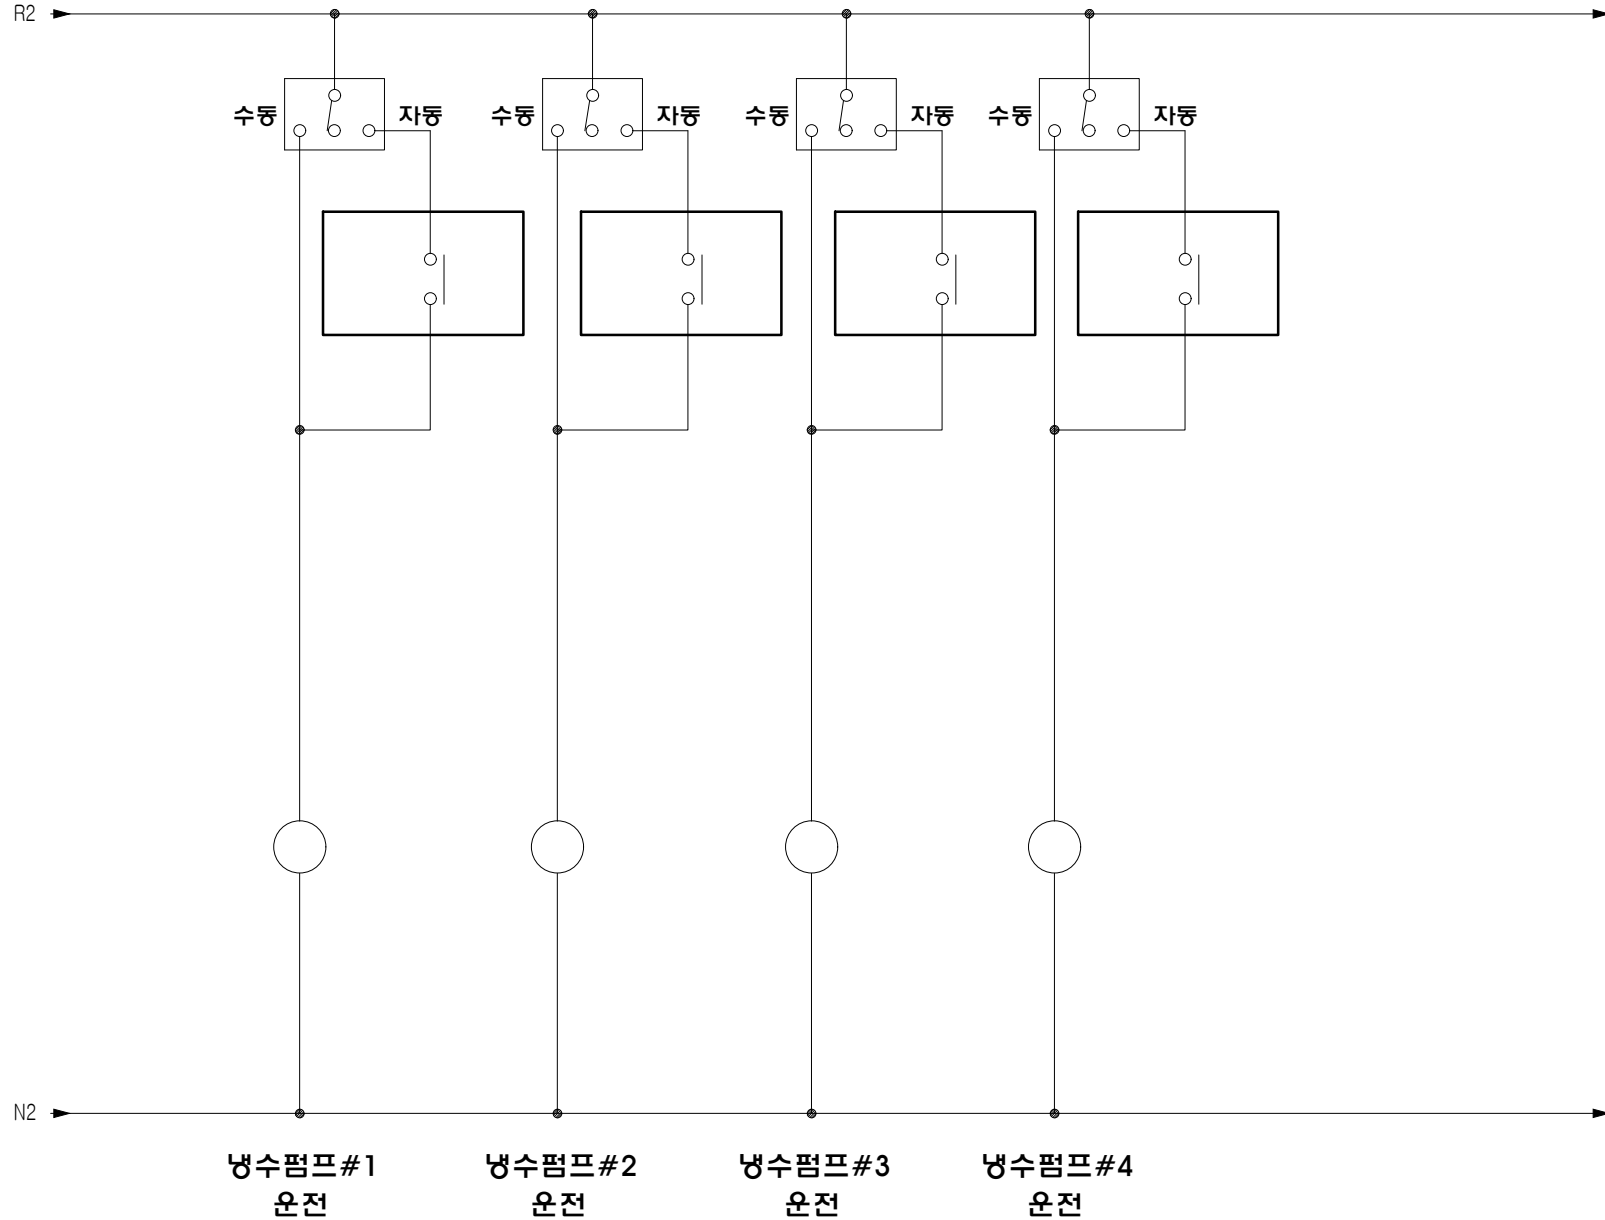 R2
수동 자동 수동 자동 수동 자동 수동 자동
N2
냉수펌프#1 냉수펌프#2 냉수펌프#3 냉수펌프#4
운전 운전 운전 운전